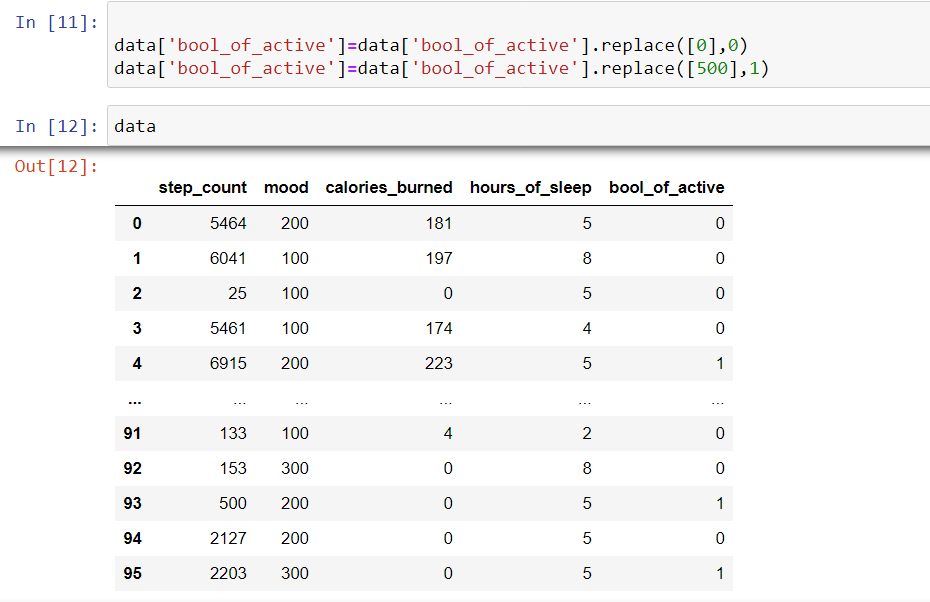 In [11]:
data['bool_of_active']=data['bool_of_active'].replace([0],0)
data['bool_of_active']=data['bool_of_active'].replace([500],1)
In [12]: data
Out[12]:
step_count mood calories_burned hours_of_sleep bool_of_active
0 5464 200 181 5 0
1 6041 100 197 8 0
2 25 100 0 5 0
3 5461 100 174 4 0
4 6915 200 223 5 1
... ... ... ... ... ...
91 133 100 4 2 0
92 153 300 0 8 0
93 500 200 0 5 1
94 2127 200 0 5 0
95 2203 300 0 5 1